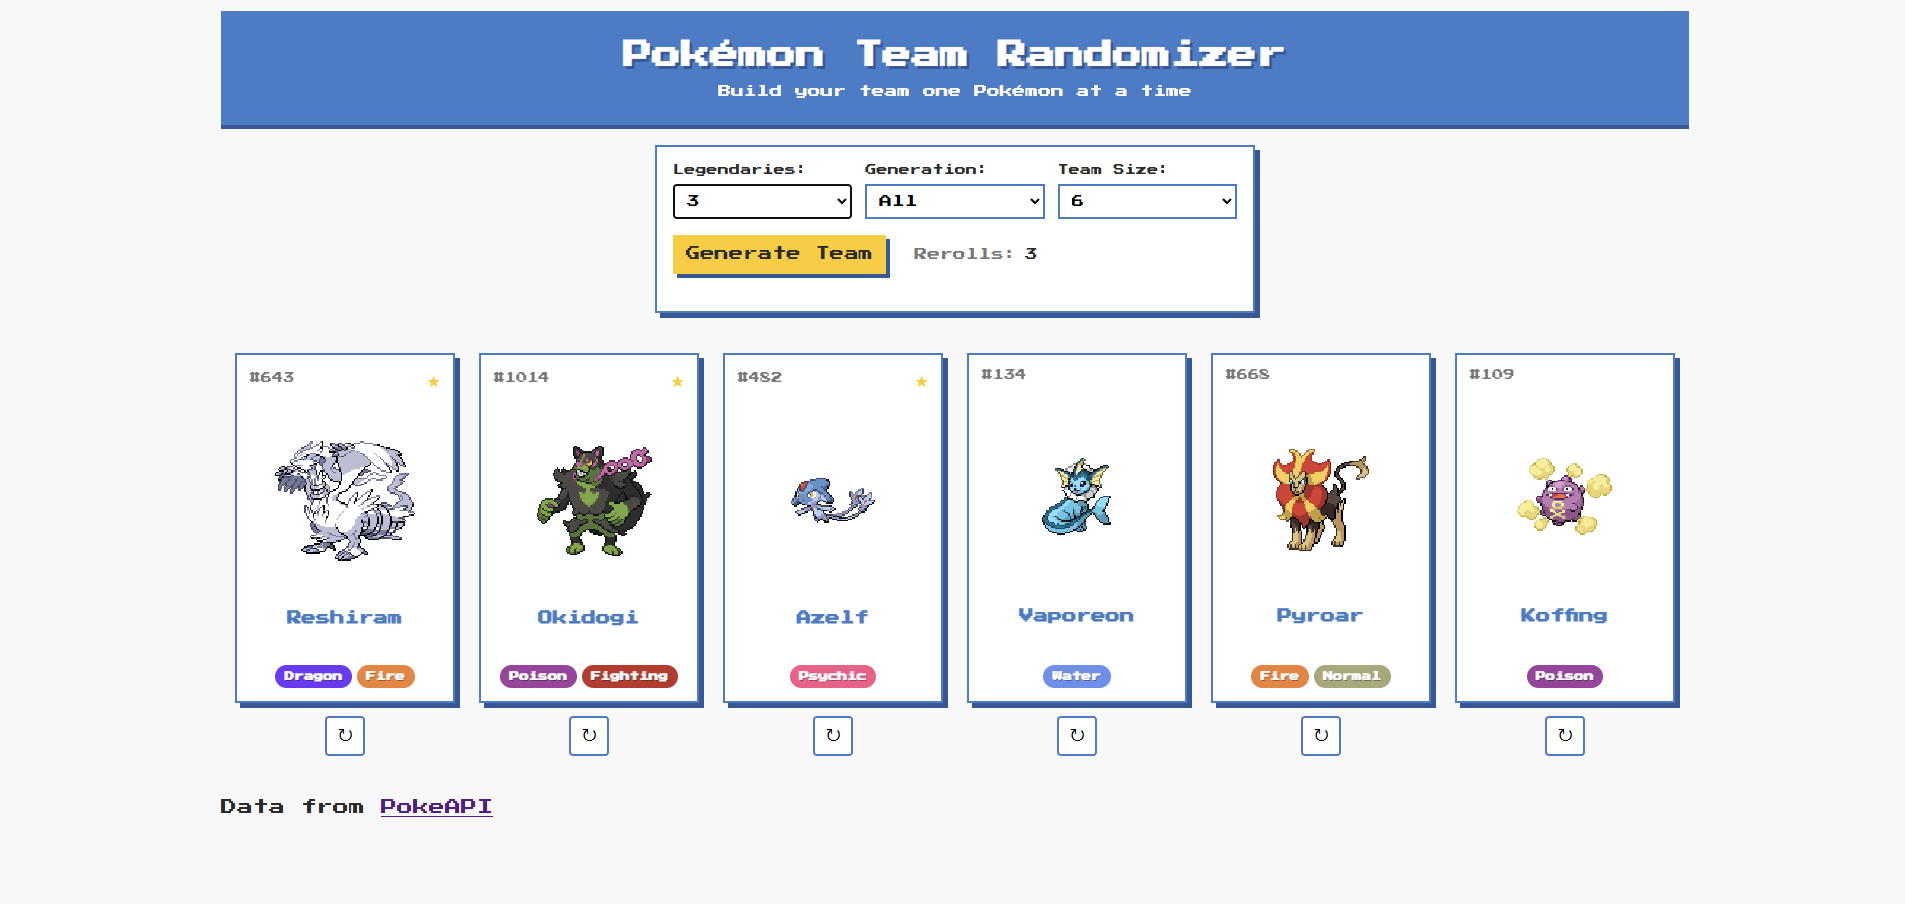 Pokémon Team Randomizer
Build your team one Pokémon at a time
Legendaries: Generation: Team Size:
3 All 6
Generate Team Rerolls: 3
#643 ★ #1014 ★ #482 ★ #134 #668 #109
Reshiram Okidogi Azelf Vaporeon Pyroar Koffing
Dragon Fire Poison Fighting Psychic Water Fire Normal Poison
↻ ↻ ↻ ↻ ↻ ↻
Data from PokeAPI